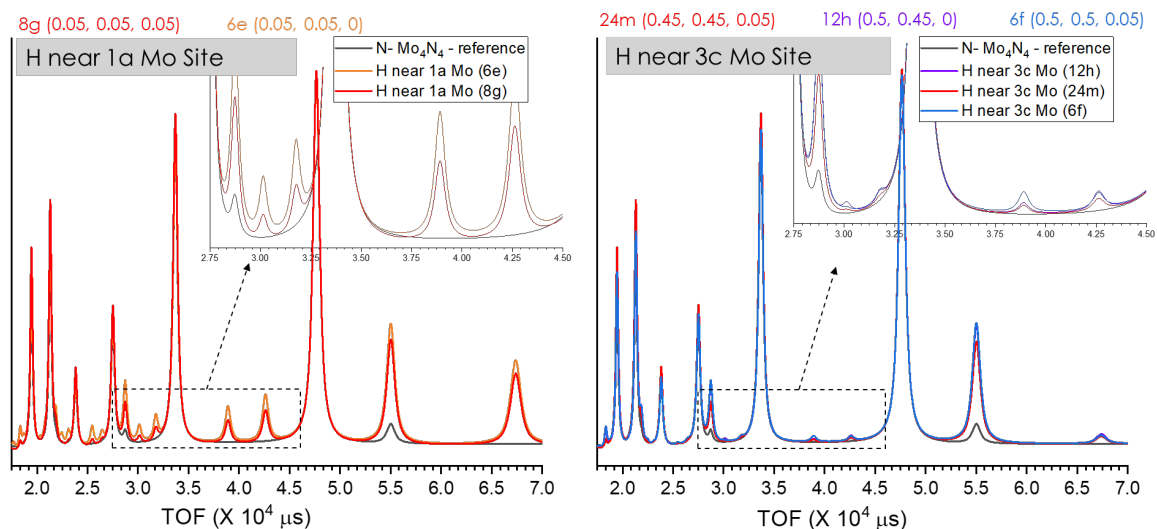 8g (0.05, 0.05, 0.05)
6e (0.05, 0.05, 0)
H near 1a Mo Site
N- Mo₄N₄ - reference
H near 1a Mo (6e)
H near 1a Mo (8g)
2.75 3.00 3.25 3.50 3.75 4.00 4.25 4.50
2.0 2.5 3.0 3.5 4.0 4.5 5.0 5.5 6.0 6.5 7.0
TOF (X 10⁴ μs)
24m (0.45, 0.45, 0.05)
12h (0.5, 0.45, 0)
6f (0.5, 0.5, 0.05)
H near 3c Mo Site
N- Mo₄N₄ - reference
H near 3c Mo (12h)
H near 3c Mo (24m)
H near 3c Mo (6f)
2.75 3.00 3.25 3.50 3.75 4.00 4.25 4.50
2.0 2.5 3.0 3.5 4.0 4.5 5.0 5.5 6.0 6.5 7.0
TOF (X 10⁴ μs)